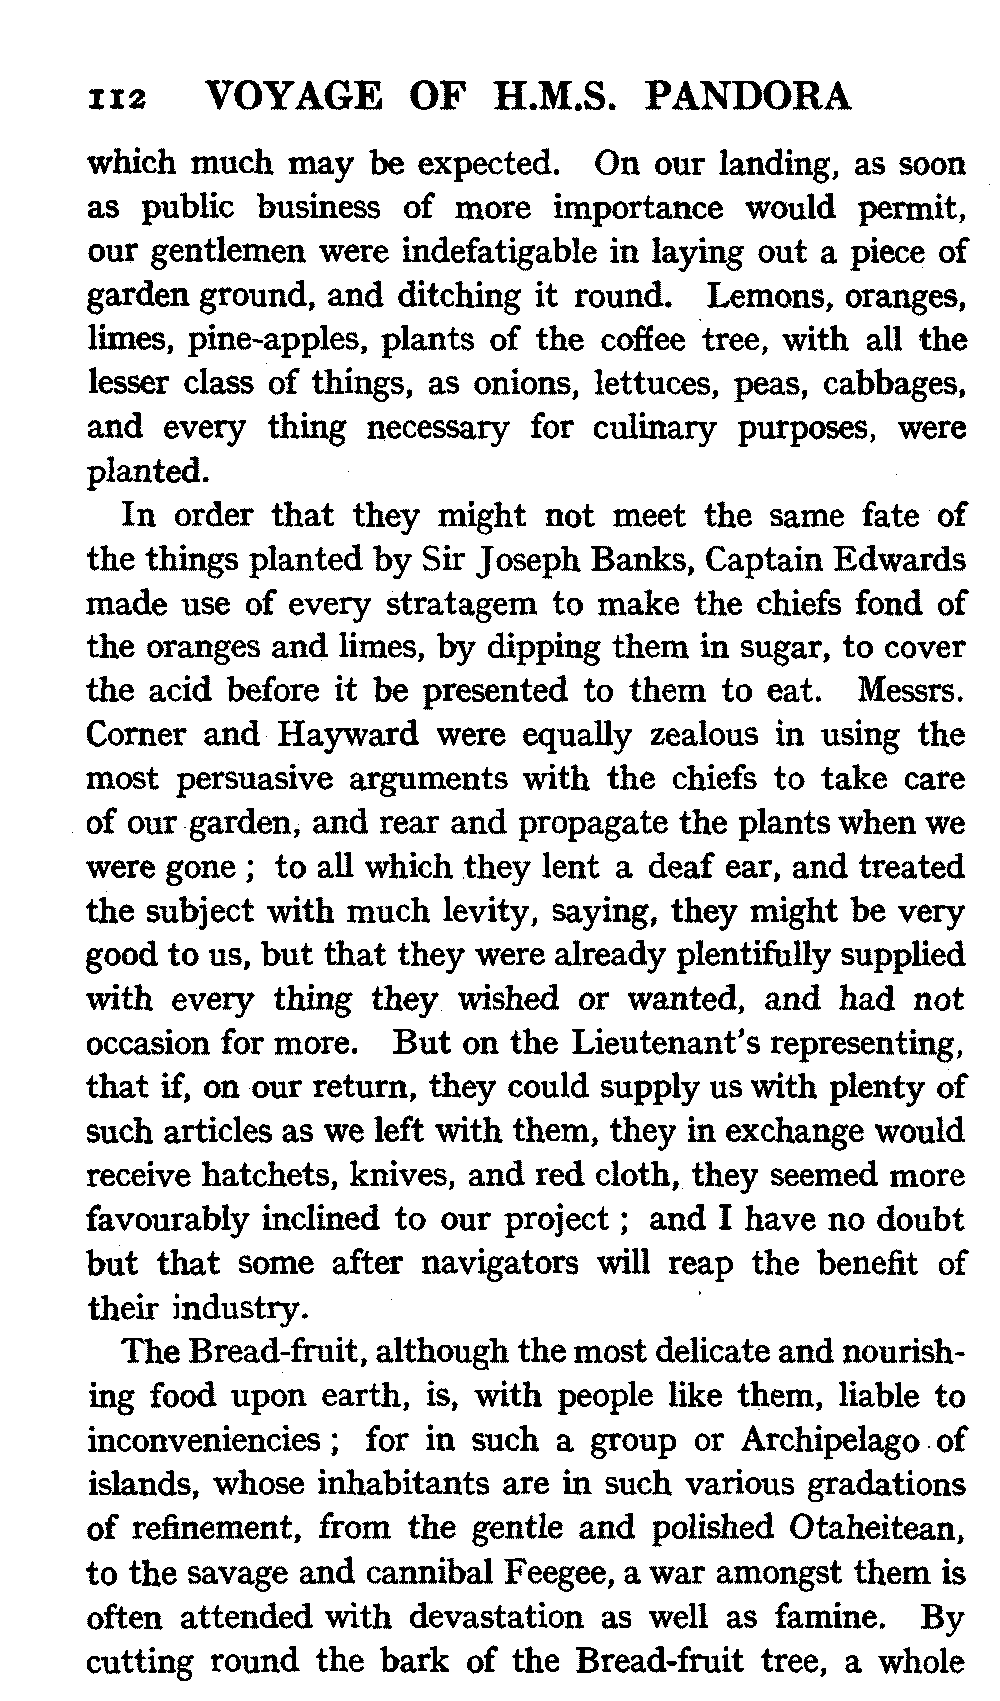 112 VOYAGE OF H.M.S. PANDORA
which much may be expected. On our landing, as soon
as public business of more importance would permit,
our gentlemen were indefatigable in laying out a piece of
garden ground, and ditching it round. Lemons, oranges,
limes, pine-apples, plants of the coffee tree, with all the
lesser class of things, as onions, lettuces, peas, cabbages,
and every thing necessary for culinary purposes, were
planted.
In order that they might not meet the same fate of
the things planted by Sir Joseph Banks, Captain Edwards
made use of every stratagem to make the chiefs fond of
the oranges and limes, by dipping them in sugar, to cover
the acid before it be presented to them to eat. Messrs.
Corner and Hayward were equally zealous in using the
most persuasive arguments with the chiefs to take care
of our garden, and rear and propagate the plants when we
were gone ; to all which they lent a deaf ear, and treated
the subject with much levity, saying, they might be very
good to us, but that they were already plentifully supplied
with every thing they wished or wanted, and had not
occasion for more. But on the Lieutenant's representing,
that if, on our return, they could supply us with plenty of
such articles as we left with them, they in exchange would
receive hatchets, knives, and red cloth, they seemed more
favourably inclined to our project ; and I have no doubt
but that some after navigators will reap the benefit of
their industry.
The Bread-fruit, although the most delicate and nourish-
ing food upon earth, is, with people like them, liable to
inconveniencies ; for in such a group or Archipelago of
islands, whose inhabitants are in such various gradations
of refinement, from the gentle and polished Otaheitean,
to the savage and cannibal Feegee, a war amongst them is
often attended with devastation as well as famine. By
cutting round the bark of the Bread-fruit tree, a whole